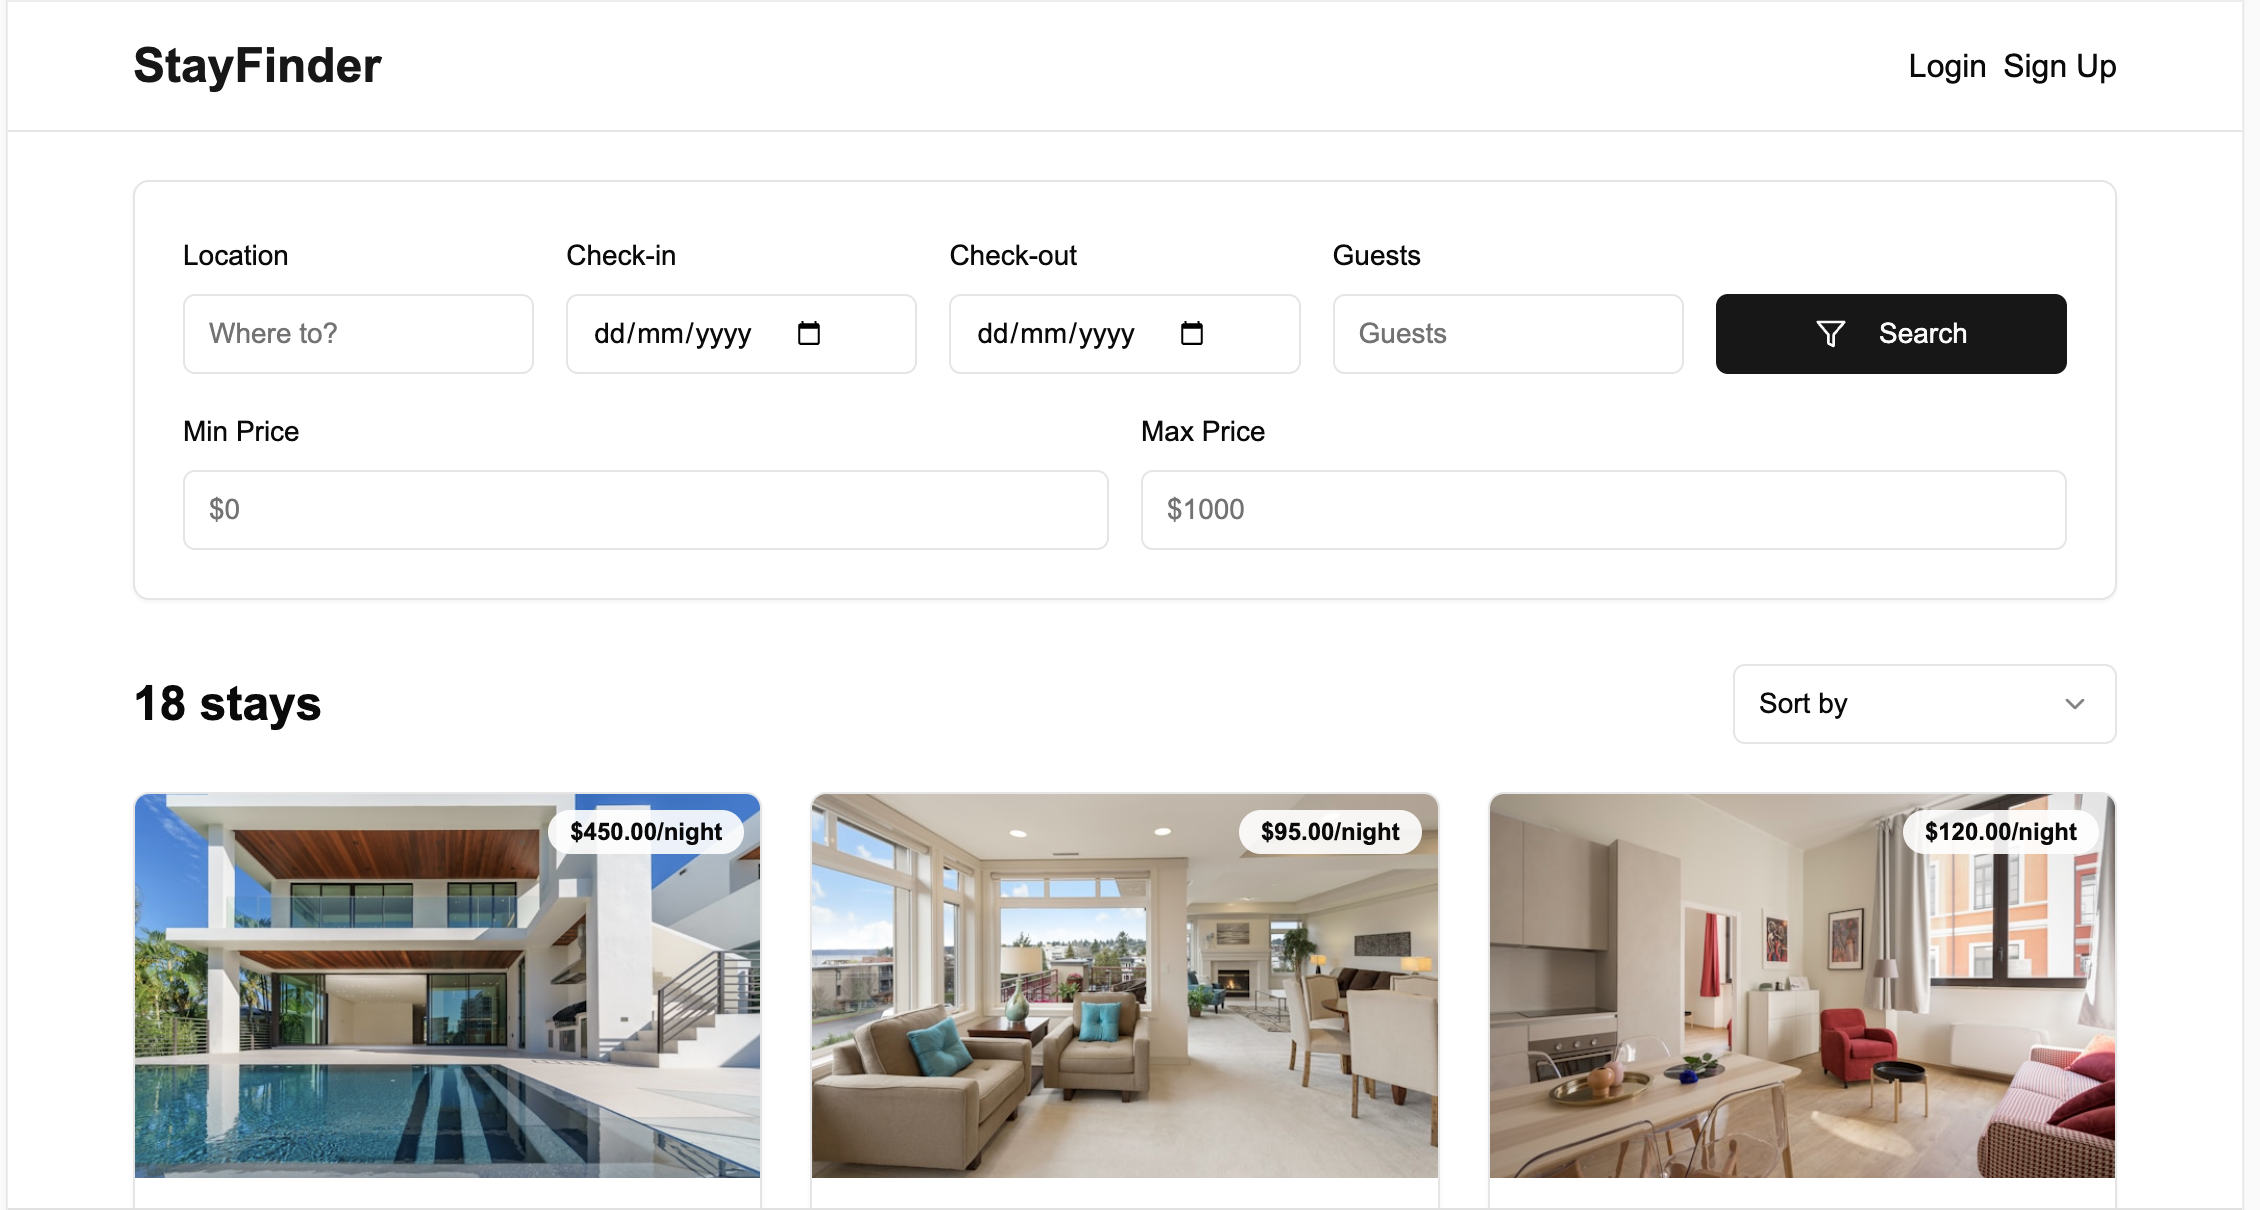 StayFinder
Login Sign Up
Location Check-in Check-out Guests
Where to? dd/mm/yyyy dd/mm/yyyy Guests Search
Min Price Max Price
$0 $1000
18 stays Sort by
$450.00/night $95.00/night $120.00/night